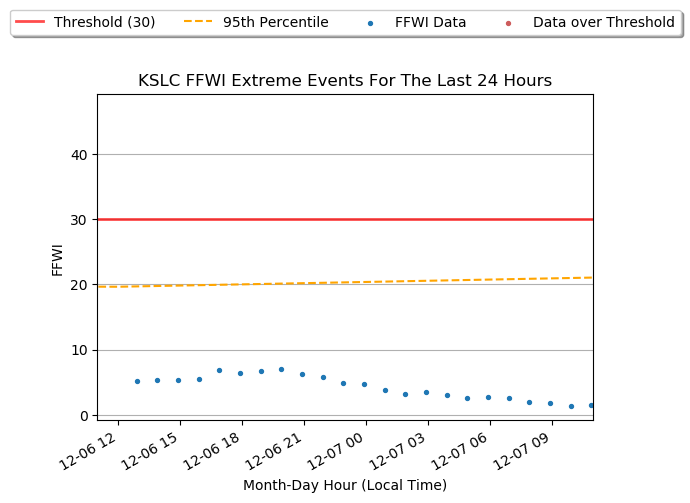 Threshold (30) 95th Percentile FFWI Data Data over Threshold
KSLC FFWI Extreme Events For The Last 24 Hours
40
30
20
10
0
FFWI
12-06 12 12-06 15 12-06 18 12-06 21 12-07 00 12-07 03 12-07 06 12-07 09
Month-Day Hour (Local Time)